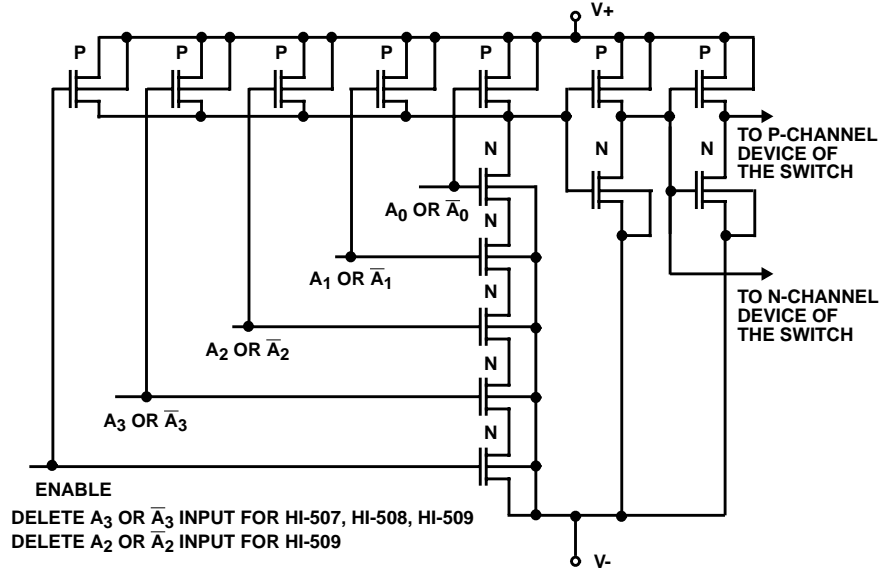 V+
P P P P P P P
N N N
TO P-CHANNEL
DEVICE OF
THE SWITCH
A0 OR A̅0
N
A1 OR A̅1
N
TO N-CHANNEL
DEVICE OF
THE SWITCH
A2 OR A̅2
N
A3 OR A̅3
N
ENABLE
DELETE A3 OR A̅3 INPUT FOR HI-507, HI-508, HI-509
DELETE A2 OR A̅2 INPUT FOR HI-509
V-